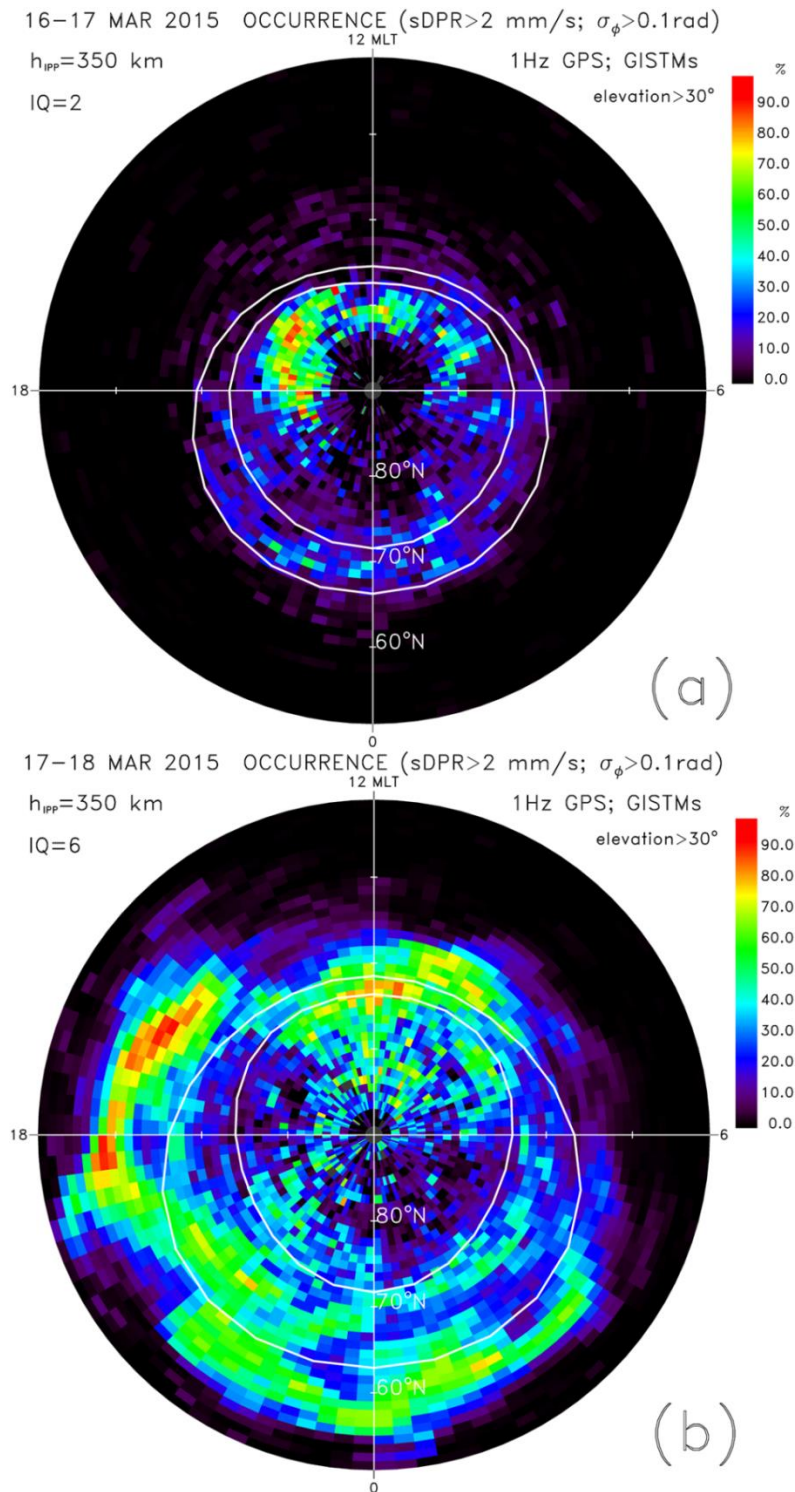 16-17 MAR 2015 OCCURRENCE (sDPR>2 mm/s; σϕ>0.1rad)
12 MLT
hIPP=350 km
1Hz GPS; GISTMs
%
IQ=2
elevation>30°
90.0
80.0
70.0
60.0
50.0
40.0
30.0
20.0
10.0
0.0
18
6
80°N
70°N
60°N
(a)
0
17-18 MAR 2015 OCCURRENCE (sDPR>2 mm/s; σϕ>0.1rad)
12 MLT
hIPP=350 km
1Hz GPS; GISTMs
%
IQ=6
elevation>30°
90.0
80.0
70.0
60.0
50.0
40.0
30.0
20.0
10.0
0.0
18
6
80°N
70°N
60°N
(b)
0